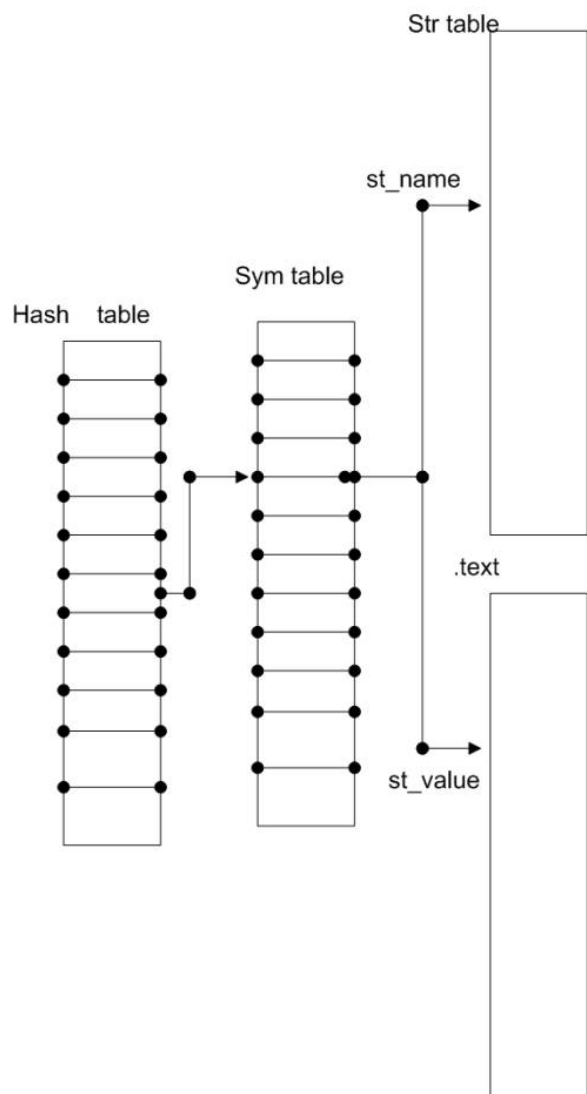 Str table
st_name
Sym table
Hash table
.text
st_value